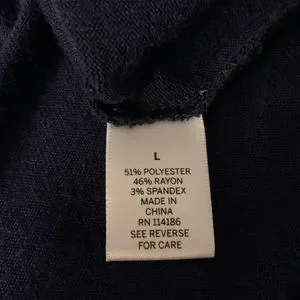 L
51% POLYESTER
46% RAYON
3% SPANDEX
MADE IN
CHINA
RN 114186
SEE REVERSE
FOR CARE